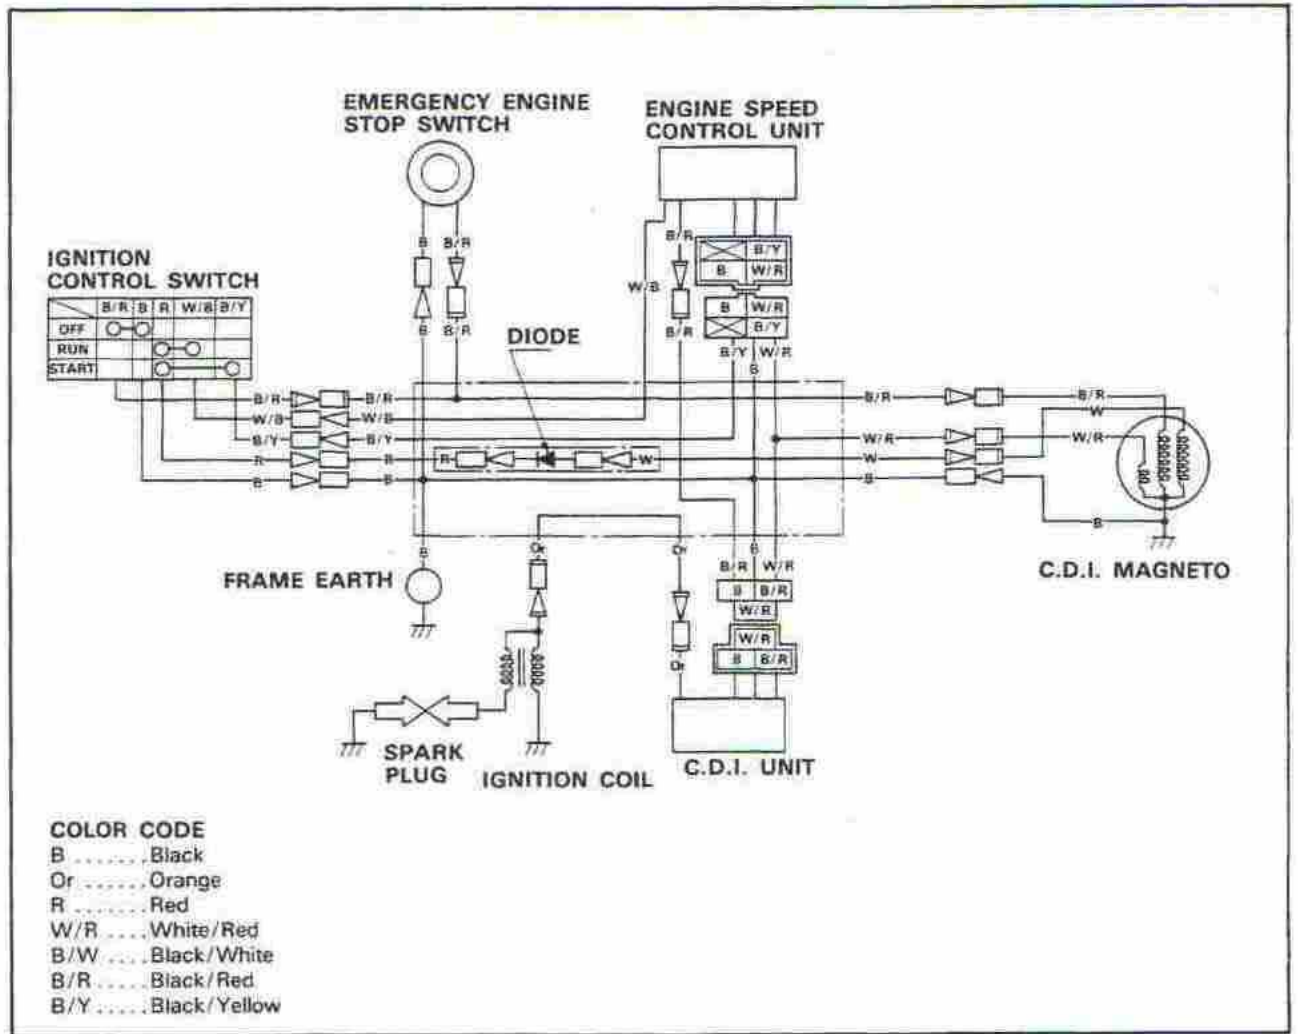 EMERGENCY ENGINE
STOP SWITCH
ENGINE SPEED
CONTROL UNIT
B
B/R
B/R
B/Y
B
W/R
IGNITION
CONTROL SWITCH
B/R B R W/B B/Y
OFF
RUN
START
W/B
B
W/R
B/Y
B
B/R
B/R
DIODE
B/Y
W/R
B
B/R
B/R
B/R
B/R
W/B
W/B
W
B/Y
B/Y
W/R
W/R
R
R
R
W
W
B
B
B
B
Or
Or
B
B
B/R
W/R
FRAME EARTH
C.D.I. MAGNETO
B
B/R
W/R
W/R
B
B/R
Or
SPARK
PLUG
IGNITION COIL
C.D.I. UNIT
COLOR CODE
B ....... Black
Or ...... Orange
R ....... Red
W/R .... White/Red
B/W .... Black/White
B/R ..... Black/Red
B/Y ..... Black/Yellow